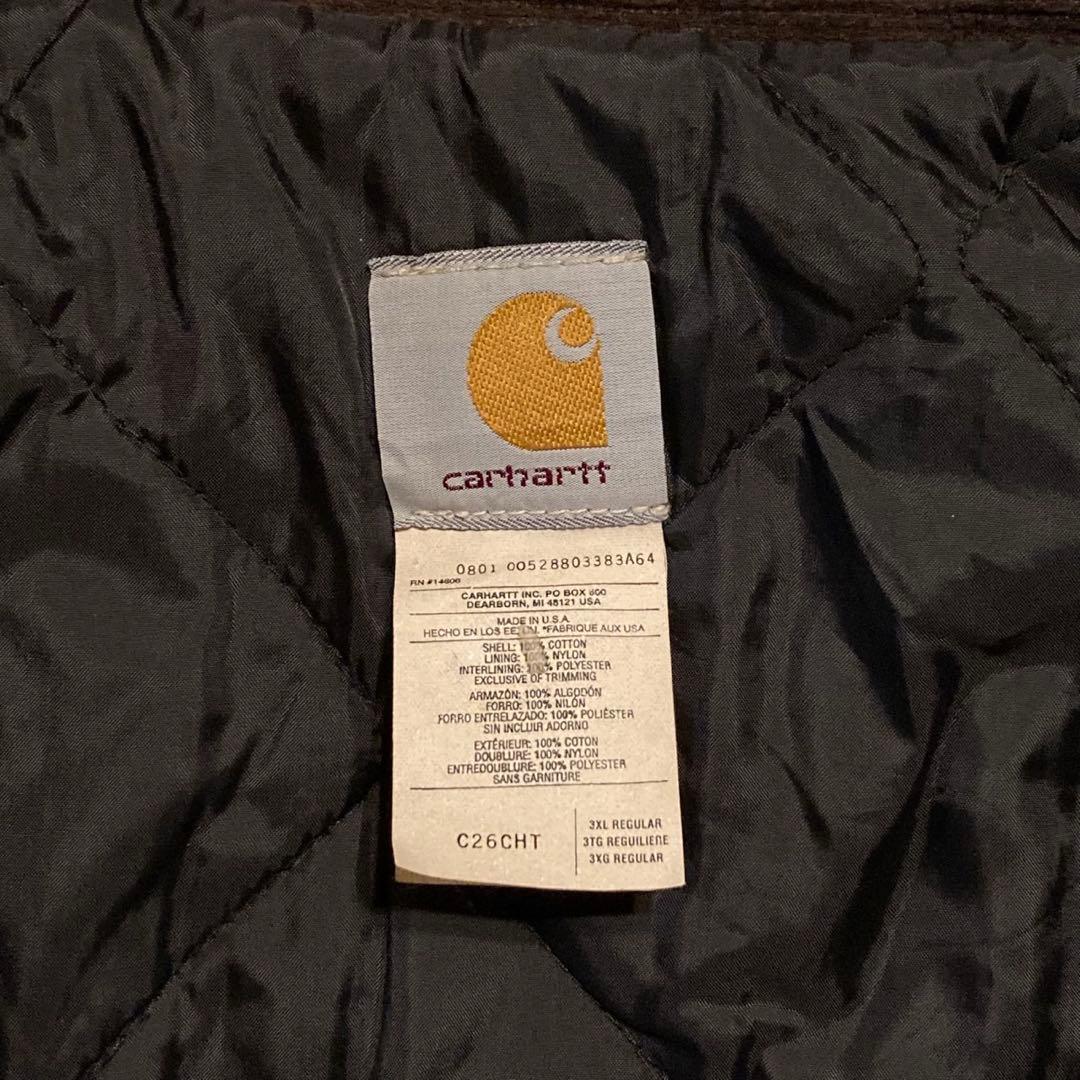 carhartt
0801 00528803383A64
RN #14806
CARHARTT INC. PO BOX 600
DEARBORN, MI 48121 USA
MADE IN U.S.A.
HECHO EN LOS *FABRIQUE AUX USA
SHELL: 100% COTTON
LINING: 100% NYLON
INTERLINING: 100% POLYESTER
EXCLUSIVE OF TRIMMING
ARMAZÓN: 100% ALGODÓN
FORRO: 100% NILÓN
FORRO ENTRELAZADO: 100% POLIÉSTER
SIN INCLUIR ADORNO
EXTÉRIEUR: 100% COTON
DOUBLURE: 100% NYLON
ENTREDOUBLURE: 100% POLYESTER
SANS GARNITURE
C26CHT
3XL REGULAR
3TG REGUILIERE
3XG REGULAR